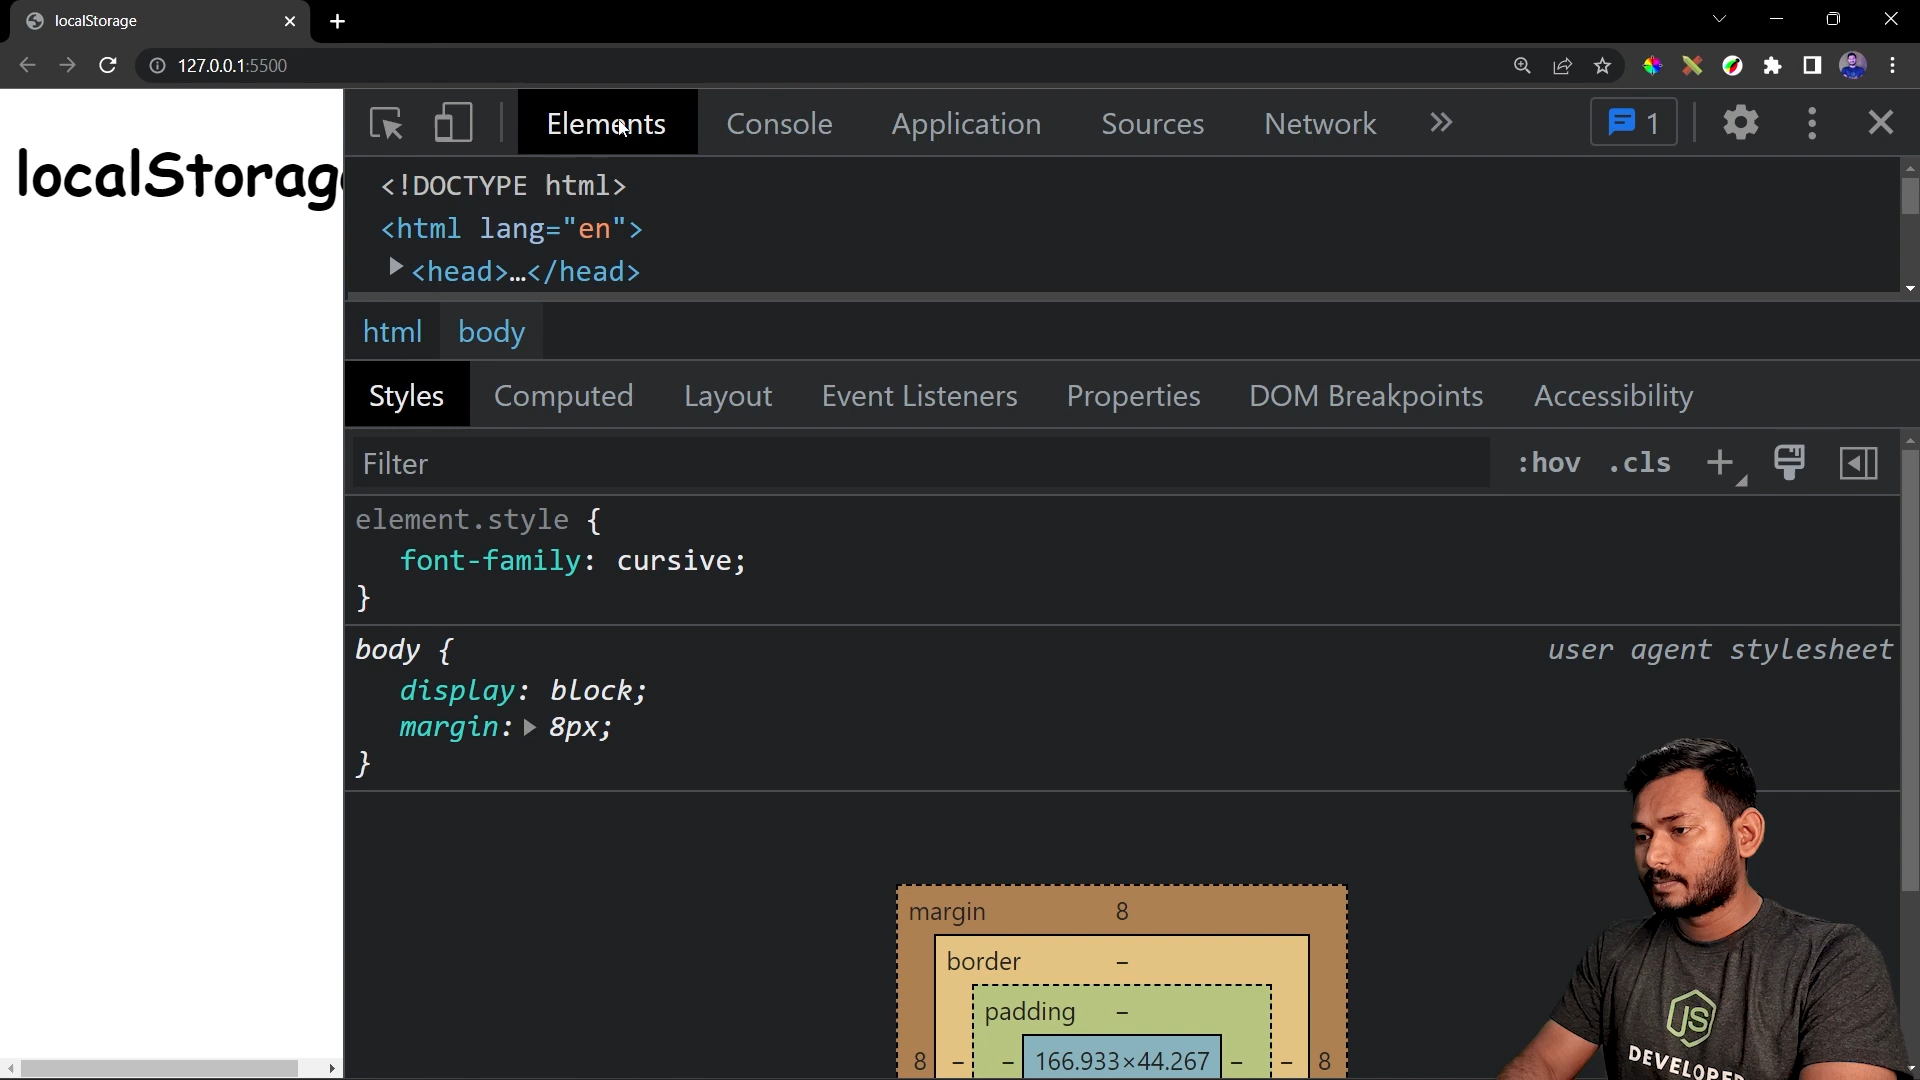 localStorage
127.0.0.1:5500
localStorag
Elements Console Application Sources Network 1
<!DOCTYPE html>
<html lang="en">
<head>…</head>
html body
Styles Computed Layout Event Listeners Properties DOM Breakpoints Accessibility
Filter :hov .cls
element.style {
font-family: cursive;
}
body { user agent stylesheet
display: block;
margin: 8px;
}
margin 8
border –
padding –
8 – – 166.933×44.267 – – 8
JS
DEVELOPER